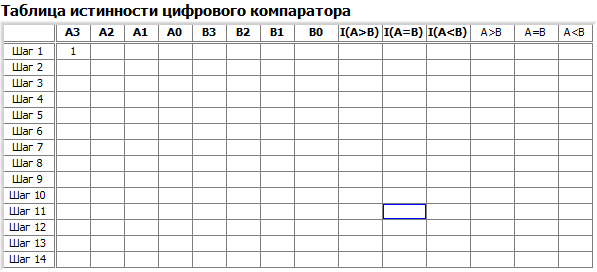 Таблица истинности цифрового компаратора
A3 A2 A1 A0 B3 B2 B1 B0 I(A>B) I(A=B) I(A<B) A>B A=B A<B
Шаг 1 1
Шаг 2
Шаг 3
Шаг 4
Шаг 5
Шаг 6
Шаг 7
Шаг 8
Шаг 9
Шаг 10
Шаг 11
Шаг 12
Шаг 13
Шаг 14